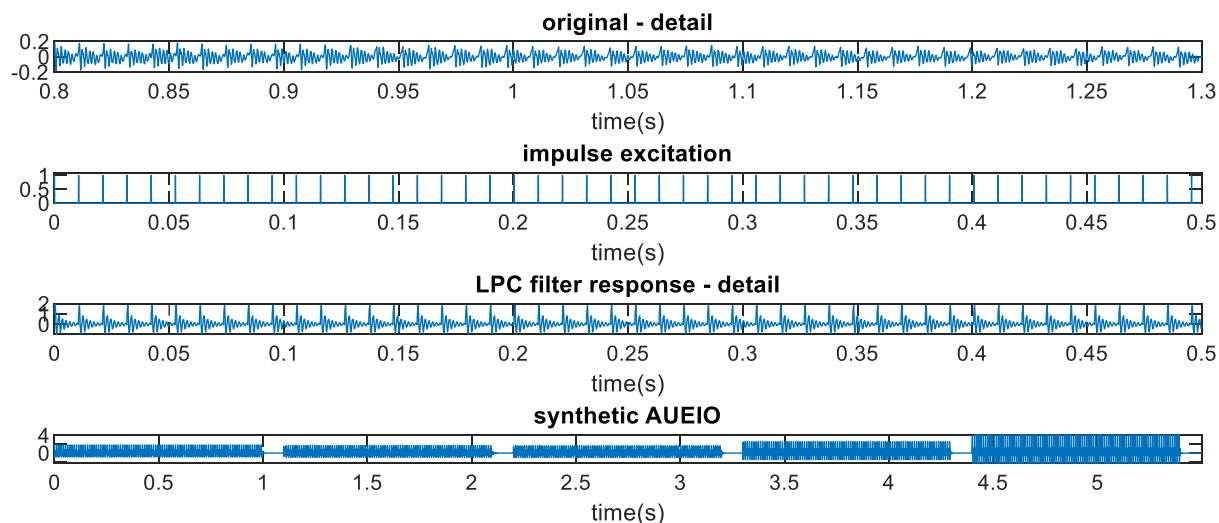 original - detail
0.2
0
-0.2
0.8 0.85 0.9 0.95 1 1.05 1.1 1.15 1.2 1.25 1.3
time(s)
impulse excitation
1
0.5
0
0 0.05 0.1 0.15 0.2 0.25 0.3 0.35 0.4 0.45 0.5
time(s)
LPC filter response - detail
2
1
0
0 0.05 0.1 0.15 0.2 0.25 0.3 0.35 0.4 0.45 0.5
time(s)
synthetic AUEIO
4
0
0 0.5 1 1.5 2 2.5 3 3.5 4 4.5 5
time(s)